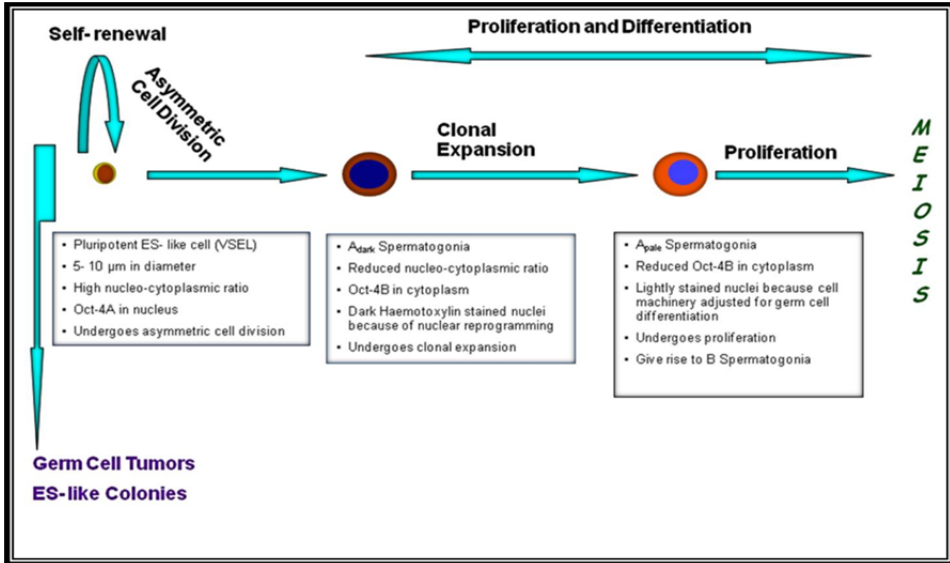 Self- renewal
Proliferation and Differentiation
Asymmetric
Cell Division
Clonal
Expansion
Proliferation
MEIOSIS
• Pluripotent ES- like cell (VSEL)
• 5- 10 µm in diameter
• High nucleo-cytoplasmic ratio
• Oct-4A in nucleus
• Undergoes asymmetric cell division
• Adark Spermatogonia
• Reduced nucleo-cytoplasmic ratio
• Oct-4B in cytoplasm
• Dark Haemotoxylin stained nuclei
because of nuclear reprogramming
• Undergoes clonal expansion
• Apale Spermatogonia
• Reduced Oct-4B in cytoplasm
• Lightly stained nuclei because cell
machinery adjusted for germ cell
differentiation
• Undergoes proliferation
• Give rise to B Spermatogonia
Germ Cell Tumors
ES-like Colonies